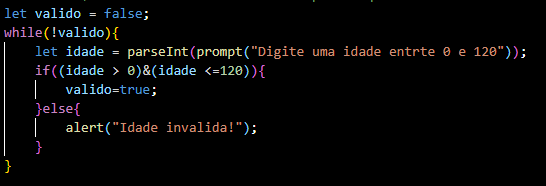 let valido = false;
while(!valido){
let idade = parseInt(prompt("Digite uma idade entrte 0 e 120"));
if((idade > 0)&(idade <=120)){
valido=true;
}else{
alert("Idade invalida!");
}
}